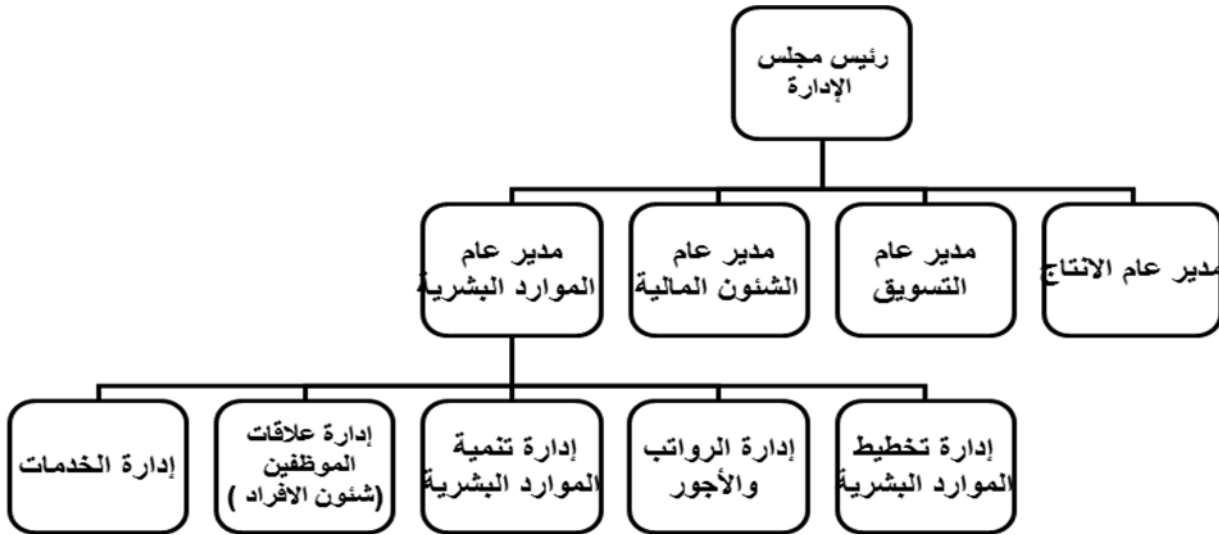 رئيس مجلس
الإدارة
مدير عام الانتاج
مدير عام
التسويق
مدير عام
الشئون المالية
مدير عام
الموارد البشرية
إدارة تخطيط
الموارد البشرية
إدارة الرواتب
والأجور
إدارة تنمية
الموارد البشرية
إدارة علاقات
الموظفين
(شئون الافراد )
إدارة الخدمات